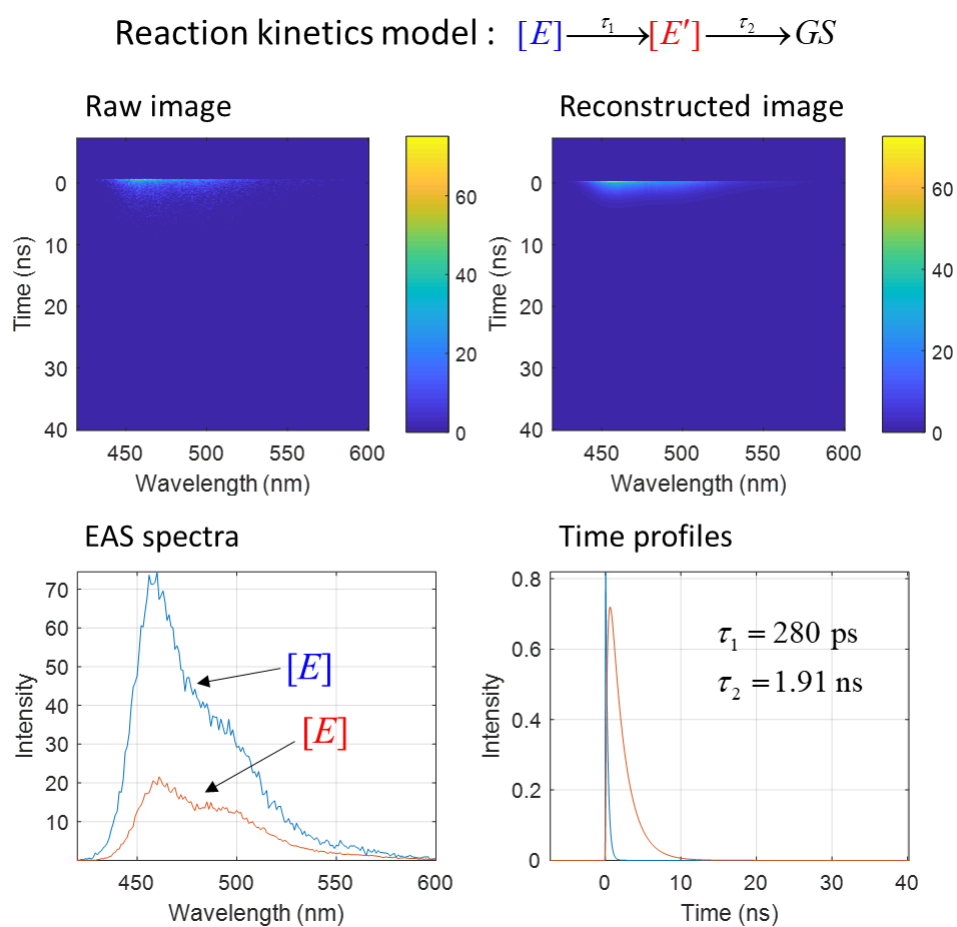 Reaction kinetics model : [E] τ₁ → [E′] τ₂ → GS
Raw image
Reconstructed image
0
10
20
30
40
Time (ns)
450 500 550 600
Wavelength (nm)
60
40
20
0
0
10
20
30
40
Time (ns)
450 500 550 600
Wavelength (nm)
60
40
20
0
EAS spectra
Time profiles
70
60
50
40
30
20
10
Intensity
[E]
[E]
450 500 550 600
Wavelength (nm)
0.8
0.6
0.4
0.2
0
Intensity
τ₁ = 280 ps
τ₂ = 1.91 ns
0 10 20 30 40
Time (ns)